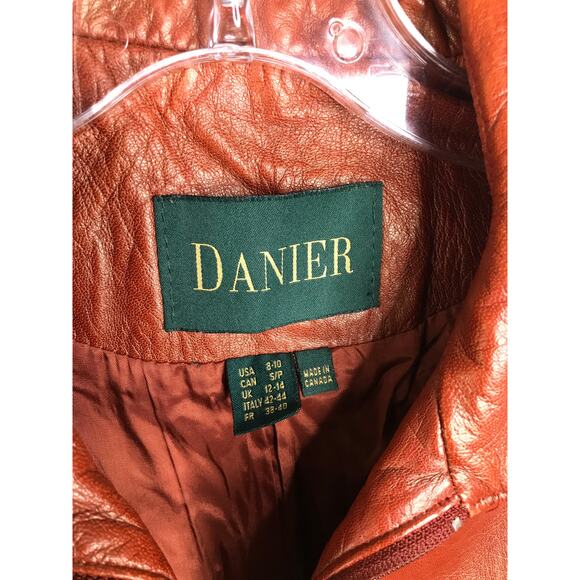 DANIER
USA 8-10
CAN S/P
UK 12-14
ITALY 42-44
FR 38-40
MADE IN
CANADA